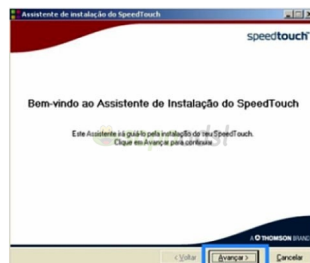 Assistente de instalação do SpeedTouch
speedtouch
Bem-vindo ao Assistente de Instalação do SpeedTouch
Este Assistente irá guiá-lo pela instalação do seu SpeedTouch.
Clique em Avançar para continuar.
A THOMSON BRAND
< Voltar
Avançar >
Cancelar